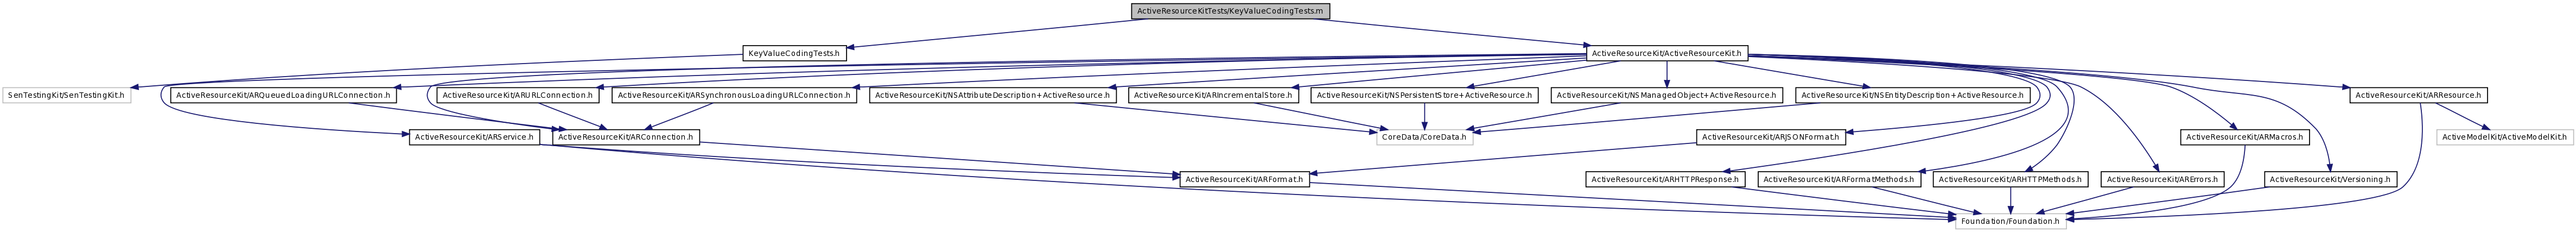 ActiveResourceKitTests/KeyValueCodingTests.m
KeyValueCodingTests.h
ActiveResourceKit/ActiveResourceKit.h
SenTestingKit/SenTestingKit.h
ActiveResourceKit/ARQueuedLoadingURLConnection.h
ActiveResourceKit/ARURLConnection.h
ActiveResourceKit/ARSynchronousLoadingURLConnection.h
ActiveResourceKit/NSAttributeDescription+ActiveResource.h
ActiveResourceKit/ARIncrementalStore.h
ActiveResourceKit/NSPersistentStore+ActiveResource.h
ActiveResourceKit/NSManagedObject+ActiveResource.h
ActiveResourceKit/NSEntityDescription+ActiveResource.h
ActiveResourceKit/ARResource.h
ActiveResourceKit/ARService.h
ActiveResourceKit/ARConnection.h
CoreData/CoreData.h
ActiveResourceKit/ARJSONFormat.h
ActiveResourceKit/ARMacros.h
ActiveModelKit/ActiveModelKit.h
ActiveResourceKit/ARFormat.h
ActiveResourceKit/ARHTTPResponse.h
ActiveResourceKit/ARFormatMethods.h
ActiveResourceKit/ARHTTPMethods.h
ActiveResourceKit/ARErrors.h
ActiveResourceKit/Versioning.h
Foundation/Foundation.h